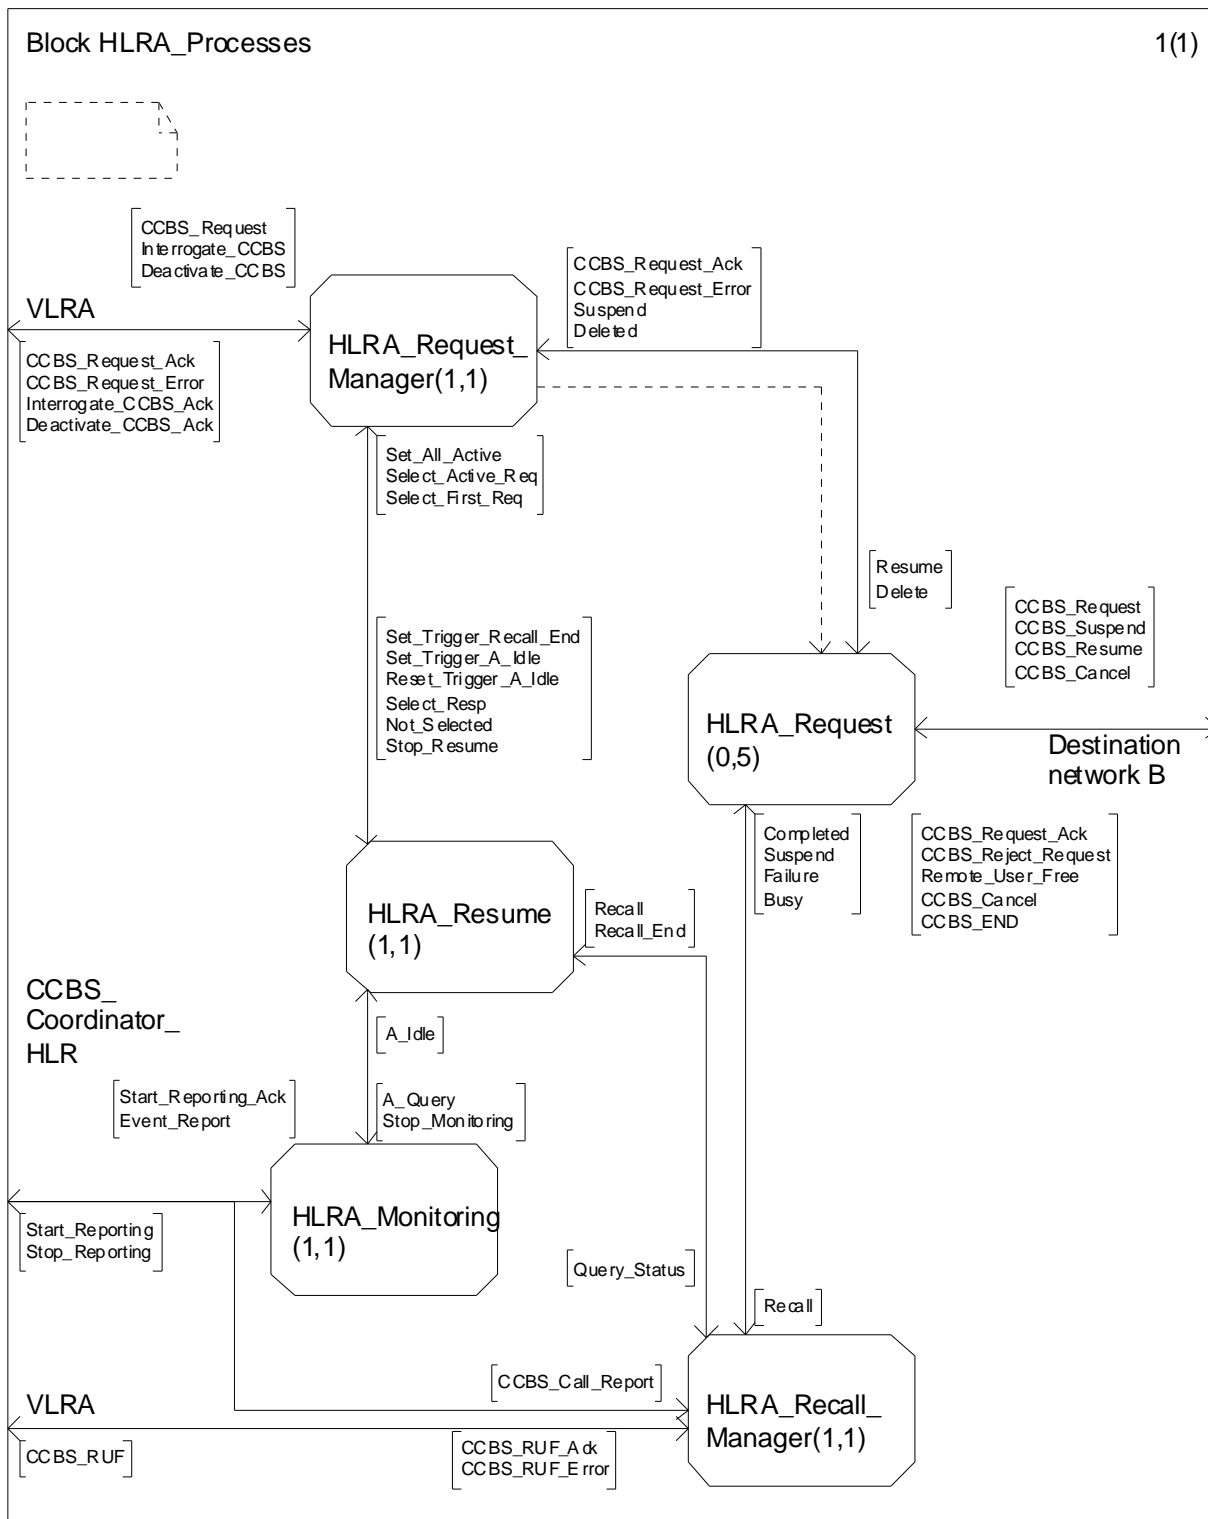 Block HLRA_Processes
1(1)
CCBS_Request
Interrogate_CCBS
Deactivate_CCBS
CCBS_Request_Ack
CCBS_Request_Error
Suspend
Deleted
VLRA
HLRA_Request_
Manager(1,1)
CCBS_Request_Ack
CCBS_Request_Error
Interrogate_CCBS_Ack
Deactivate_CCBS_Ack
Set_All_Active
Select_Active_Req
Select_First_Req
Resume
Delete
CCBS_Request
CCBS_Suspend
CCBS_Resume
CCBS_Cancel
Set_Trigger_Recall_End
Set_Trigger_A_Idle
Reset_Trigger_A_Idle
Select_Resp
Not_Selected
Stop_Resume
HLRA_Request
(0,5)
Destination
network B
Completed
Suspend
Failure
Busy
CCBS_Request_Ack
CCBS_Reject_Request
Remote_User_Free
CCBS_Cancel
CCBS_END
HLRA_Resume
(1,1)
Recall
Recall_End
CCBS_
Coordinator_
HLR
A_Idle
Start_Reporting_Ack
Event_Report
A_Query
Stop_Monitoring
HLRA_Monitoring
(1,1)
Start_Reporting
Stop_Reporting
Query_Status
Recall
CCBS_Call_Report
VLRA
HLRA_Recall_
Manager(1,1)
CCBS_RUF
CCBS_RUF_Ack
CCBS_RUF_Error